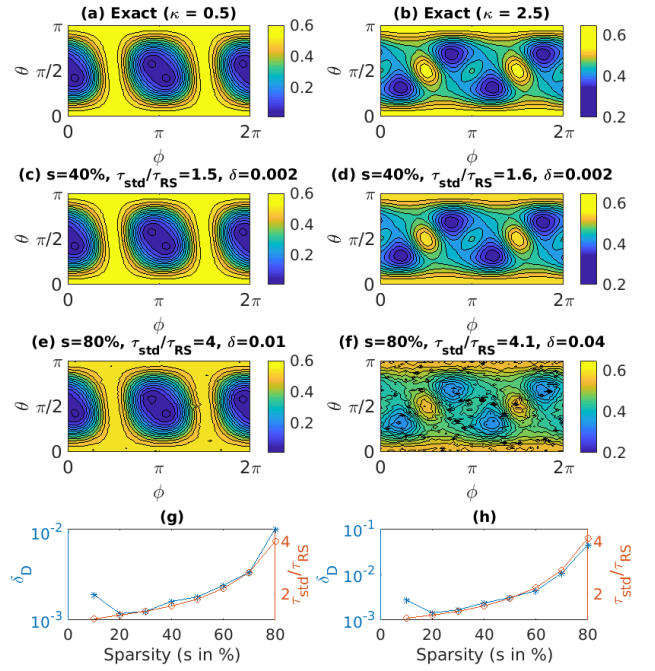 (a) Exact (κ = 0.5)
(b) Exact (κ = 2.5)
π
θ π/2
0
0 π 2π
ϕ
0.6
0.4
0.2
π
θ π/2
0
0 π 2π
ϕ
0.6
0.4
0.2
(c) s=40%, τstd/τRS=1.5, δ=0.002
(d) s=40%, τstd/τRS=1.6, δ=0.002
π
θ π/2
0
0 π 2π
ϕ
0.6
0.4
0.2
π
θ π/2
0
0 π 2π
ϕ
0.6
0.4
0.2
(e) s=80%, τstd/τRS=4, δ=0.01
(f) s=80%, τstd/τRS=4.1, δ=0.04
π
θ π/2
0
0 π 2π
ϕ
0.6
0.4
0.2
π
θ π/2
0
0 π 2π
ϕ
0.6
0.4
0.2
(g)
10-2
δD
10-3
4
2
τstd/τRS
0 20 40 60 80
Sparsity (s in %)
(h)
10-1
10-2
δD
10-3
4
2
τstd/τRS
0 20 40 60 80
Sparsity (s in %)